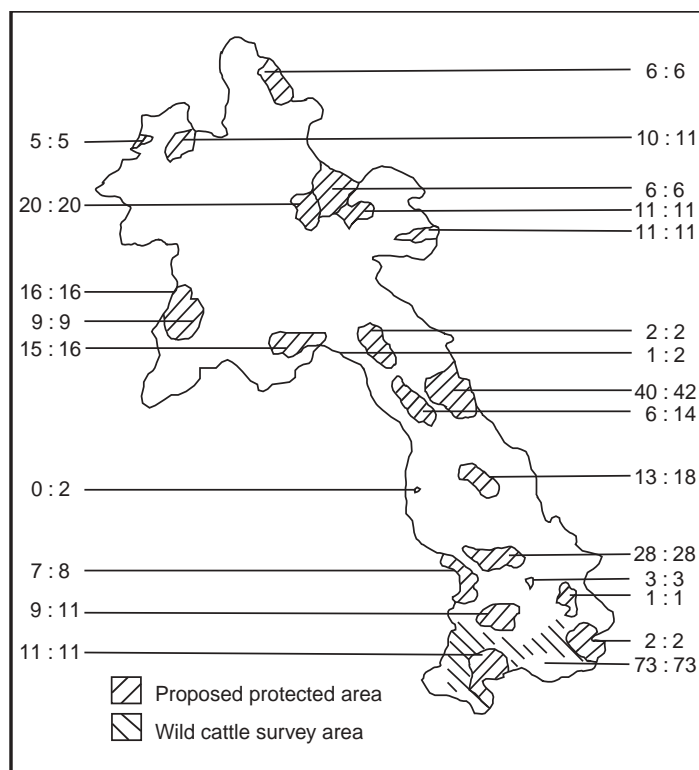 6 : 6
5 : 5
10 : 11
6 : 6
20 : 20
11 : 11
11 : 11
16 : 16
9 : 9
2 : 2
15 : 16
1 : 2
40 : 42
6 : 14
13 : 18
0 : 2
28 : 28
7 : 8
3 : 3
1 : 1
9 : 11
2 : 2
11 : 11
73 : 73
Proposed protected area
Wild cattle survey area